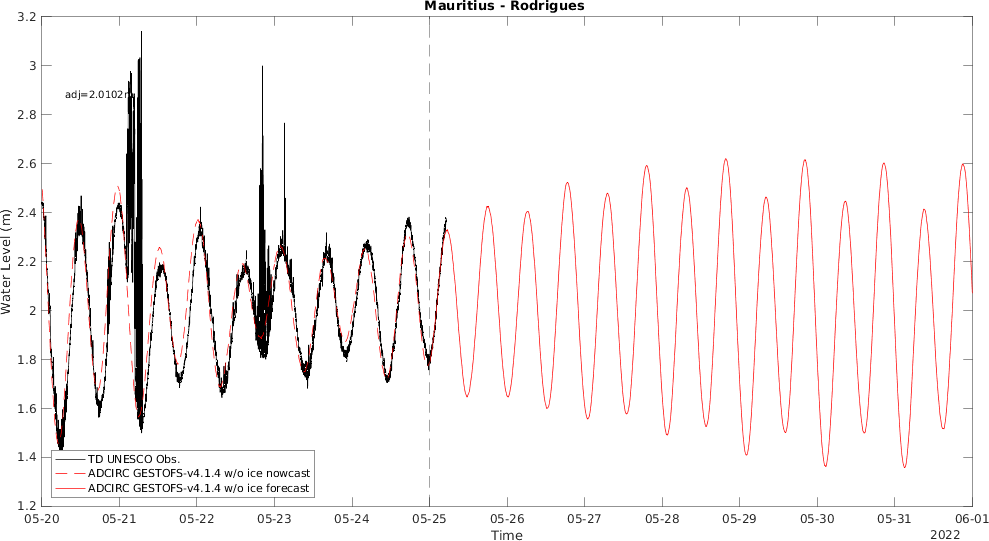 Mauritius - Rodrigues
Water Level (m)
3.2
3
2.8
2.6
2.4
2.2
2
1.8
1.6
1.4
1.2
adj=2.0102m
TD UNESCO Obs.
ADCIRC GESTOFS-v4.1.4 w/o ice nowcast
ADCIRC GESTOFS-v4.1.4 w/o ice forecast
05-20 05-21 05-22 05-23 05-24 05-25 05-26 05-27 05-28 05-29 05-30 05-31 06-01
Time
2022